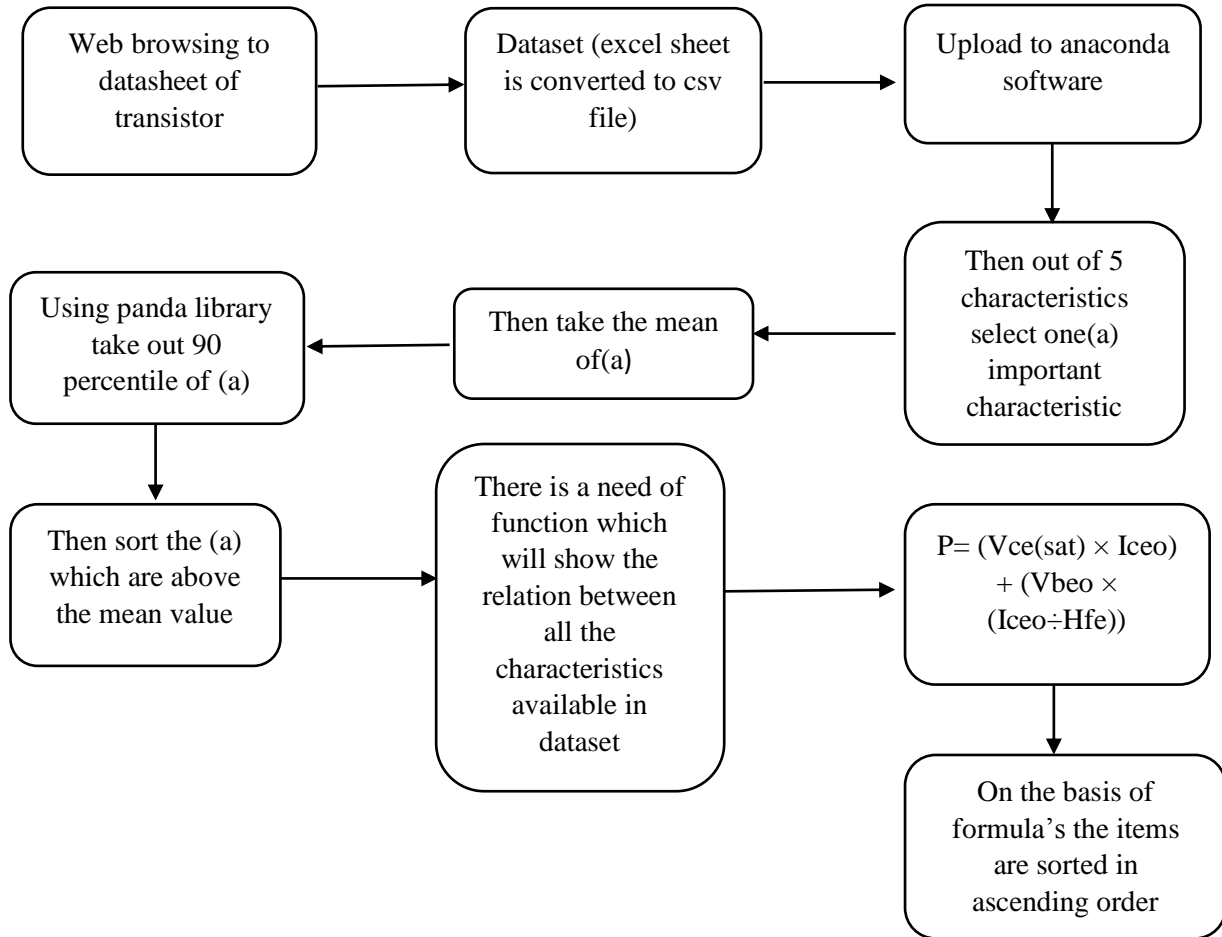 Web browsing to
datasheet of
transistor
Dataset (excel sheet
is converted to csv
file)
Upload to anaconda
software
Then out of 5
characteristics
select one(a)
important
characteristic
Then take the mean
of(a)
Using panda library
take out 90
percentile of (a)
Then sort the (a)
which are above
the mean value
There is a need of
function which
will show the
relation between
all the
characteristics
available in
dataset
P= (Vce(sat) × Iceo)
+ (Vbeo ×
(Iceo÷Hfe))
On the basis of
formula’s the items
are sorted in
ascending order